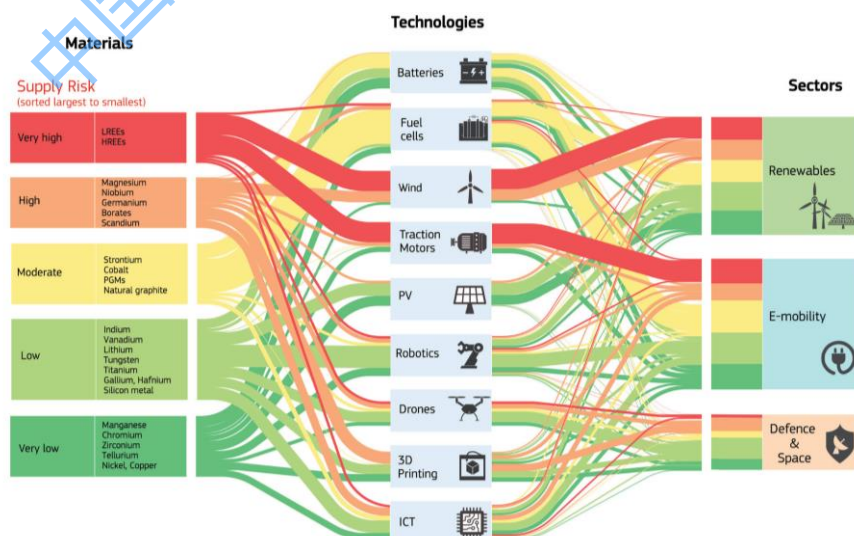 中国
Materials
Technologies
Sectors
Supply Risk
(sorted largest to smallest)
Very high
LREEs
HREEs
High
Magnesium
Niobium
Germanium
Borates
Scandium
Moderate
Strontium
Cobalt
PGMs
Natural graphite
Low
Indium
Vanadium
Lithium
Tungsten
Titanium
Gallium, Hafnium
Silicon metal
Very low
Manganese
Chromium
Zirconium
Tellurium
Nickel, Copper
Batteries
Fuel
cells
Wind
Traction
Motors
PV
Robotics
Drones
3D
Printing
ICT
Renewables
E-mobility
Defence
&
Space